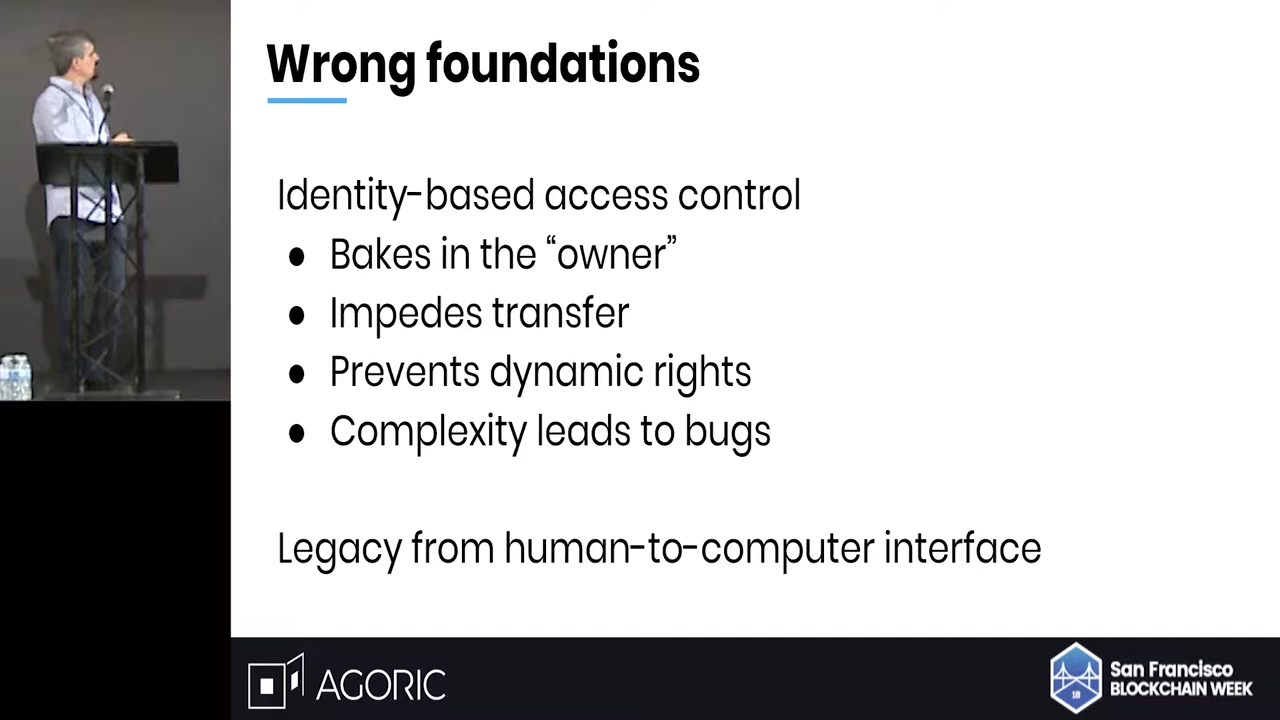 Wrong foundations
Identity-based access control
● Bakes in the “owner”
● Impedes transfer
● Prevents dynamic rights
● Complexity leads to bugs
Legacy from human-to-computer interface
AGORIC
San Francisco
BLOCKCHAIN WEEK